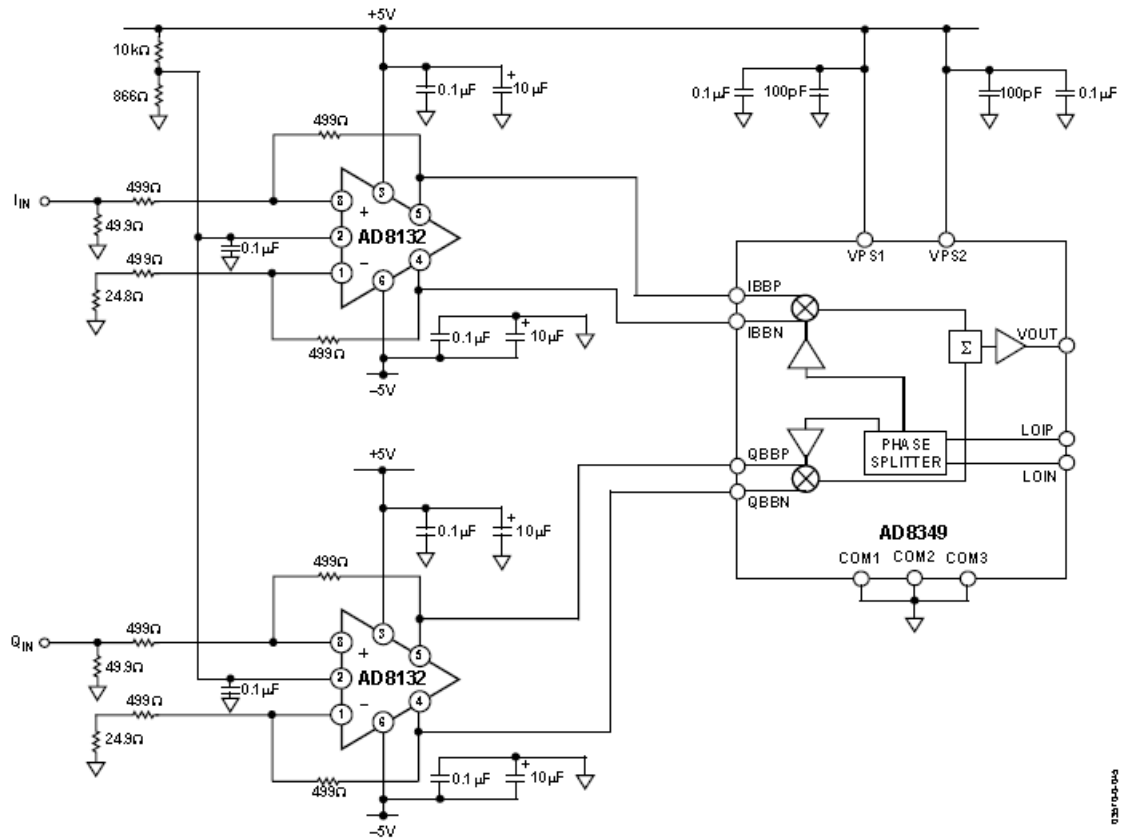 +5V
10kΩ
866Ω
0.1µF
+
10µF
0.1µF
100pF
100pF
0.1µF
499Ω
I IN
499Ω
49.9Ω
8
+
3
5
2
AD8132
0.1µF
499Ω
1
−
4
6
24.8Ω
499Ω
0.1µF
+
10µF
−5V
VPS1
VPS2
IBBP
IBBN
Σ
VOUT
PHASE
SPLITTER
LOIP
LOIN
QBBP
QBBN
AD8349
COM1
COM2
COM3
+5V
0.1µF
+
10µF
499Ω
Q IN
499Ω
49.9Ω
8
+
3
5
2
AD8132
0.1µF
499Ω
1
−
4
6
24.9Ω
499Ω
0.1µF
+
10µF
−5V